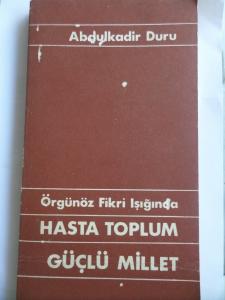 Abdulkadir Duru
Örgünöz Fikri Işığında
HASTA TOPLUM
GÜÇLÜ MİLLET